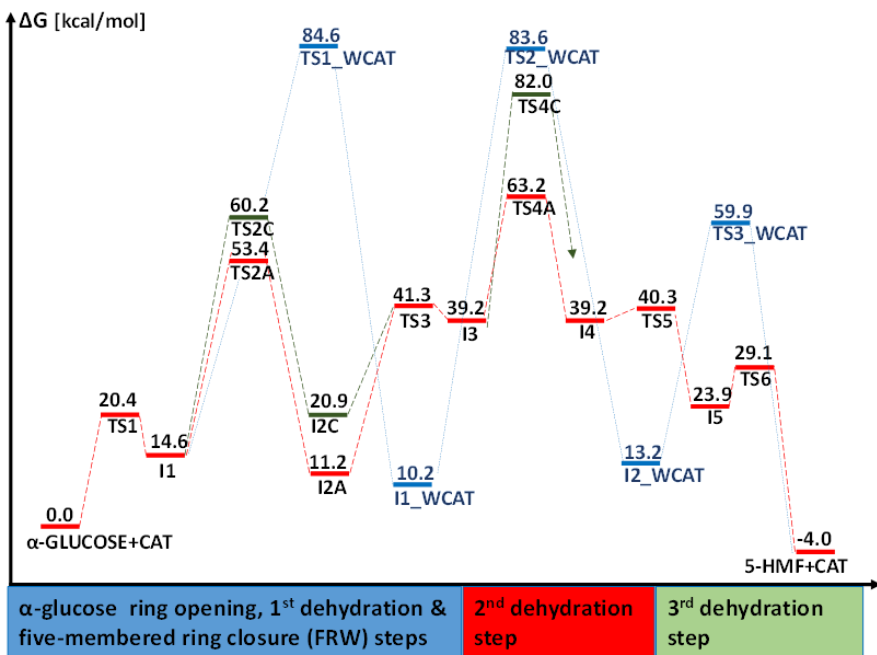 ΔG [kcal/mol]
84.6
TS1_WCAT
83.6
TS2_WCAT
82.0
TS4C
60.2
TS2C
53.4
TS2A
63.2
TS4A
59.9
TS3_WCAT
41.3
TS3
39.2
I3
39.2
I4
40.3
TS5
20.4
TS1
14.6
I1
20.9
I2C
11.2
I2A
10.2
I1_WCAT
13.2
I2_WCAT
23.9
I5
29.1
TS6
0.0
α-GLUCOSE+CAT
-4.0
5-HMF+CAT
α-glucose ring opening, 1st dehydration &
five-membered ring closure (FRW) steps
2nd dehydration
step
3rd dehydration
step